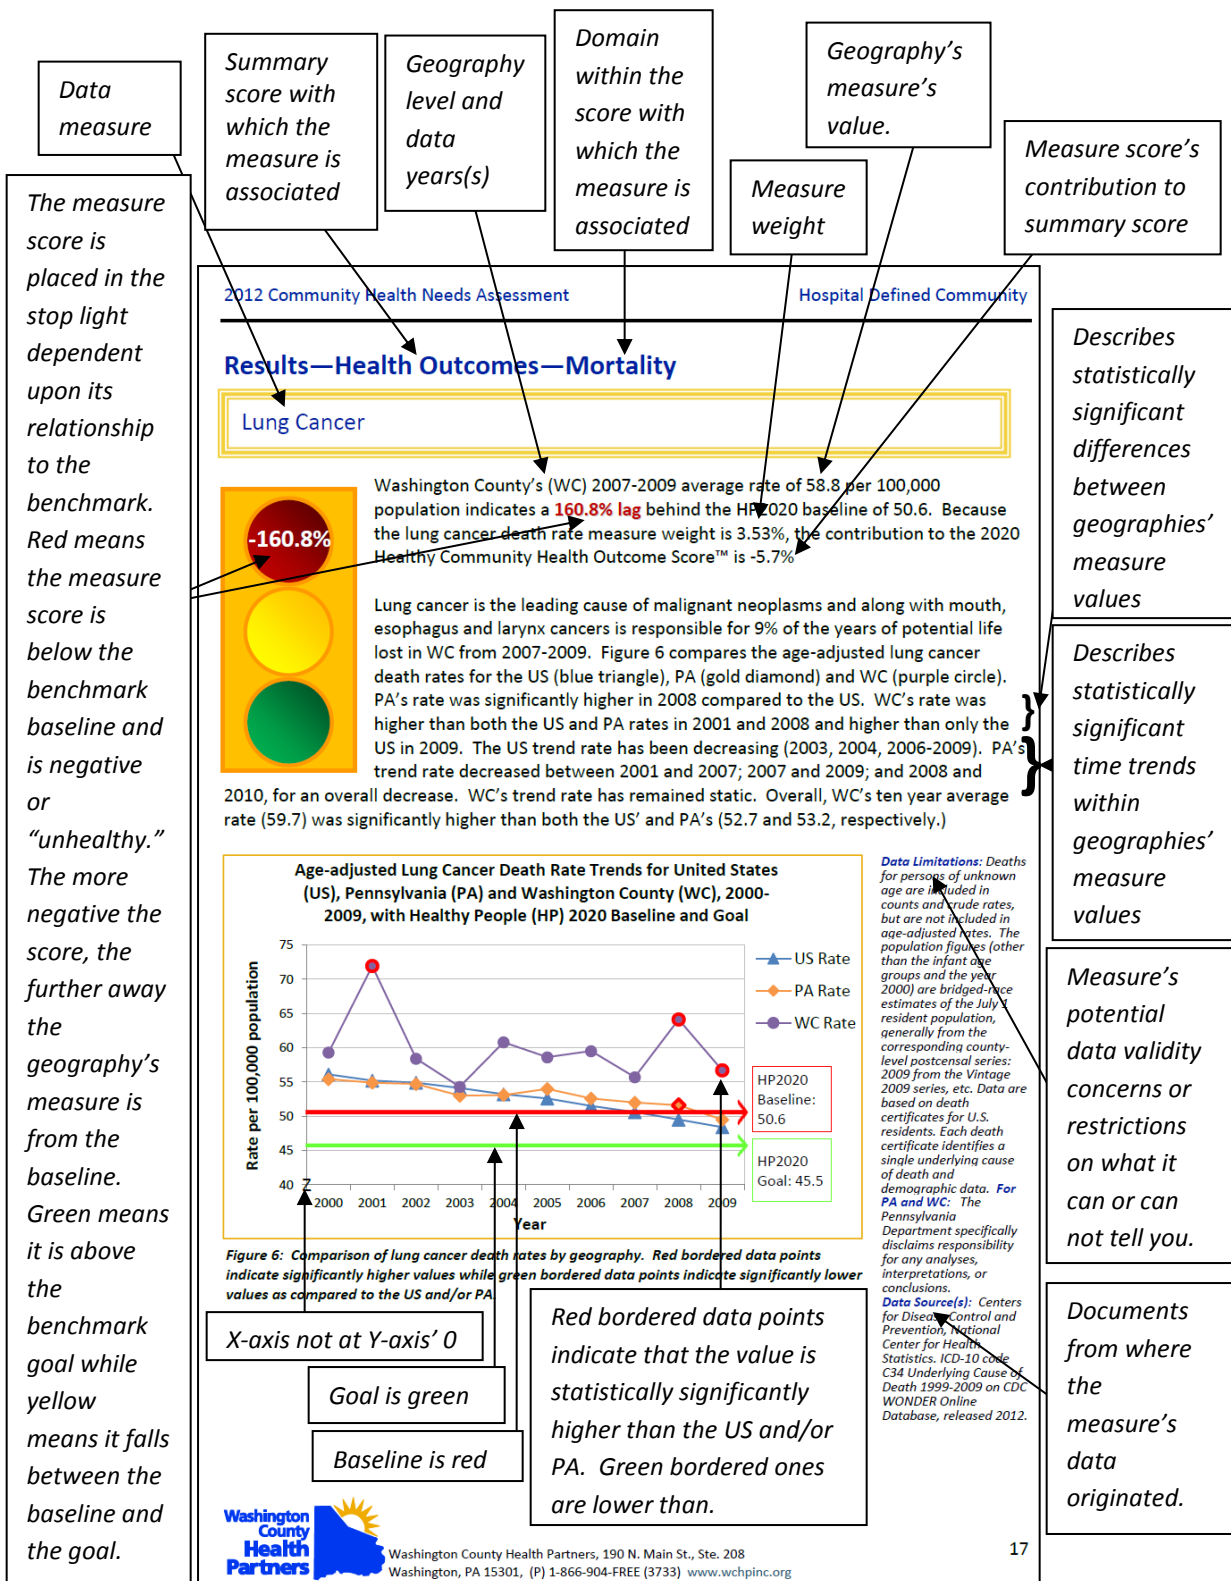 Data
measure
Summary
score with
which the
measure is
associated
Geography
level and
data
years(s)
Domain
within the
score with
which the
measure is
associated
Geography's
measure's
value.
Measure
weight
Measure score's
contribution to
summary score
The measure
score is
placed in the
stop light
dependent
upon its
relationship
to the
benchmark.
Red means
the measure
score is
below the
benchmark
baseline and
is negative
or
“unhealthy.”
The more
negative the
score, the
further away
the
geography's
measure is
from the
baseline.
Green means
it is above
the
benchmark
goal while
yellow
means it falls
between the
baseline and
the goal.
2012 Community Health Needs Assessment
Hospital Defined Community
Results—Health Outcomes—Mortality
Lung Cancer
-160.8%
Washington County's (WC) 2007-2009 average rate of 58.8 per 100,000
population indicates a 160.8% lag behind the HP2020 baseline of 50.6. Because
the lung cancer death rate measure weight is 3.53%, the contribution to the 2020
Healthy Community Health Outcome Score™ is -5.7%
Lung cancer is the leading cause of malignant neoplasms and along with mouth,
esophagus and larynx cancers is responsible for 9% of the years of potential life
lost in WC from 2007-2009. Figure 6 compares the age-adjusted lung cancer
death rates for the US (blue triangle), PA (gold diamond) and WC (purple circle).
PA's rate was significantly higher in 2008 compared to the US. WC's rate was
higher than both the US and PA rates in 2001 and 2008 and higher than only the
US in 2009. The US trend rate has been decreasing (2003, 2004, 2006-2009). PA's
trend rate decreased between 2001 and 2007; 2007 and 2009; and 2008 and
2010, for an overall decrease. WC's trend rate has remained static. Overall, WC's ten year average
rate (59.7) was significantly higher than both the US' and PA's (52.7 and 53.2, respectively.)
Describes
statistically
significant
differences
between
geographies'
measure
values
Describes
statistically
significant
time trends
within
geographies'
measure
values
Age-adjusted Lung Cancer Death Rate Trends for United States
(US), Pennsylvania (PA) and Washington County (WC), 2000-
2009, with Healthy People (HP) 2020 Baseline and Goal
Rate per 100,000 population
75
70
65
60
55
50
45
40
Z
2000 2001 2002 2003 2004 2005 2006 2007 2008 2009
Year
US Rate
PA Rate
WC Rate
HP2020
Baseline:
50.6
HP2020
Goal: 45.5
Figure 6: Comparison of lung cancer death rates by geography. Red bordered data points
indicate significantly higher values while green bordered data points indicate significantly lower
values as compared to the US and/or PA.
Data Limitations: Deaths
for persons of unknown
age are included in
counts and crude rates,
but are not included in
age-adjusted rates. The
population figures (other
than the infant age
groups and the year
2000) are bridged-race
estimates of the July 1
resident population,
generally from the
corresponding county-
level postcensal series:
2009 from the Vintage
2009 series, etc. Data are
based on death
certificates for U.S.
residents. Each death
certificate identifies a
single underlying cause
of death and
demographic data. For
PA and WC: The
Pennsylvania
Department specifically
disclaims responsibility
for any analyses,
interpretations, or
conclusions.
Data Source(s): Centers
for Disease Control and
Prevention, National
Center for Health
Statistics. ICD-10 code
C34 Underlying Cause of
Death 1999-2009 on CDC
WONDER Online
Database, released 2012.
Measure's
potential
data validity
concerns or
restrictions
on what it
can or can
not tell you.
Documents
from where
the
measure's
data
originated.
X-axis not at Y-axis' 0
Goal is green
Baseline is red
Red bordered data points
indicate that the value is
statistically significantly
higher than the US and/or
PA. Green bordered ones
are lower than.
Washington
County
Health
Partners
Washington County Health Partners, 190 N. Main St., Ste. 208
Washington, PA 15301, (P) 1-866-904-FREE (3733) www.wchpinc.org
17